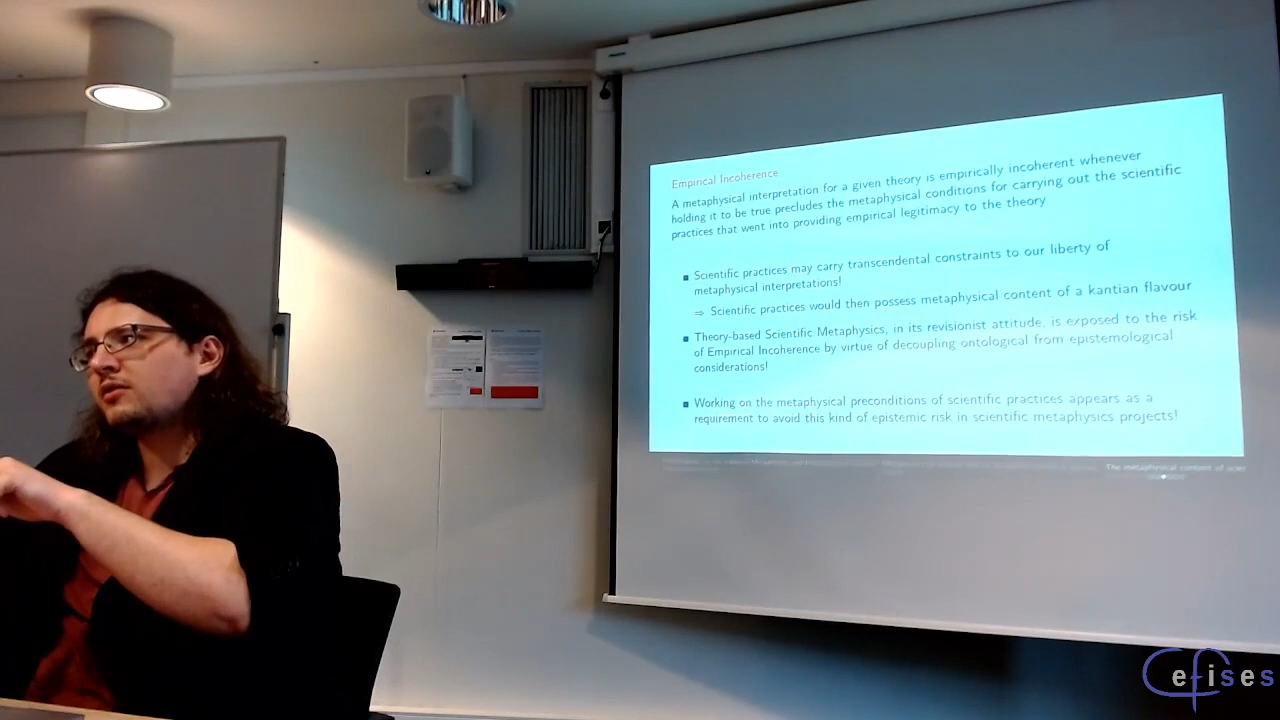 Empirical Incoherence
A metaphysical interpretation for a given theory is empirically incoherent whenever
holding it to be true precludes the metaphysical conditions for carrying out the scientific
practices that went into providing empirical legitimacy to the theory
Scientific practices may carry transcendental constraints to our liberty of
metaphysical interpretations!
⇒ Scientific practices would then possess metaphysical content of a kantian flavour
Theory-based Scientific Metaphysics, in its revisionist attitude, is exposed to the risk
of Empirical Incoherence by virtue of decoupling ontological from epistemological
considerations!
Working on the metaphysical preconditions of scientific practices appears as a
requirement to avoid this kind of epistemic risk in scientific metaphysics projects!
The metaphysical content of scien
Cefises